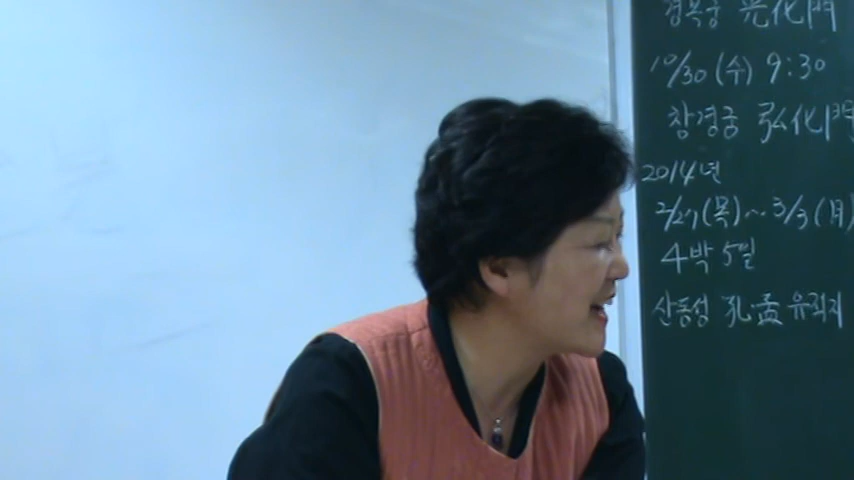 경복궁 光化門
10/30 (수) 9:30
창경궁 弘化門
2014년
2/27(목)~3/3(月)
4박 5일
산동성 孔孟 유적지